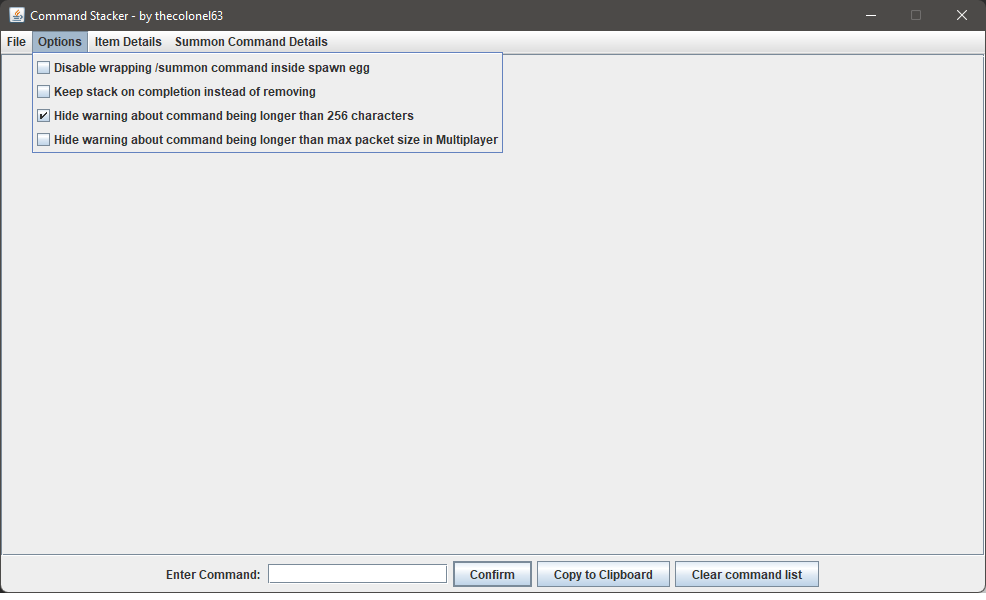 Command Stacker - by thecolonel63
File Options Item Details Summon Command Details
Disable wrapping /summon command inside spawn egg
Keep stack on completion instead of removing
Hide warning about command being longer than 256 characters
Hide warning about command being longer than max packet size in Multiplayer
Enter Command: Confirm Copy to Clipboard Clear command list